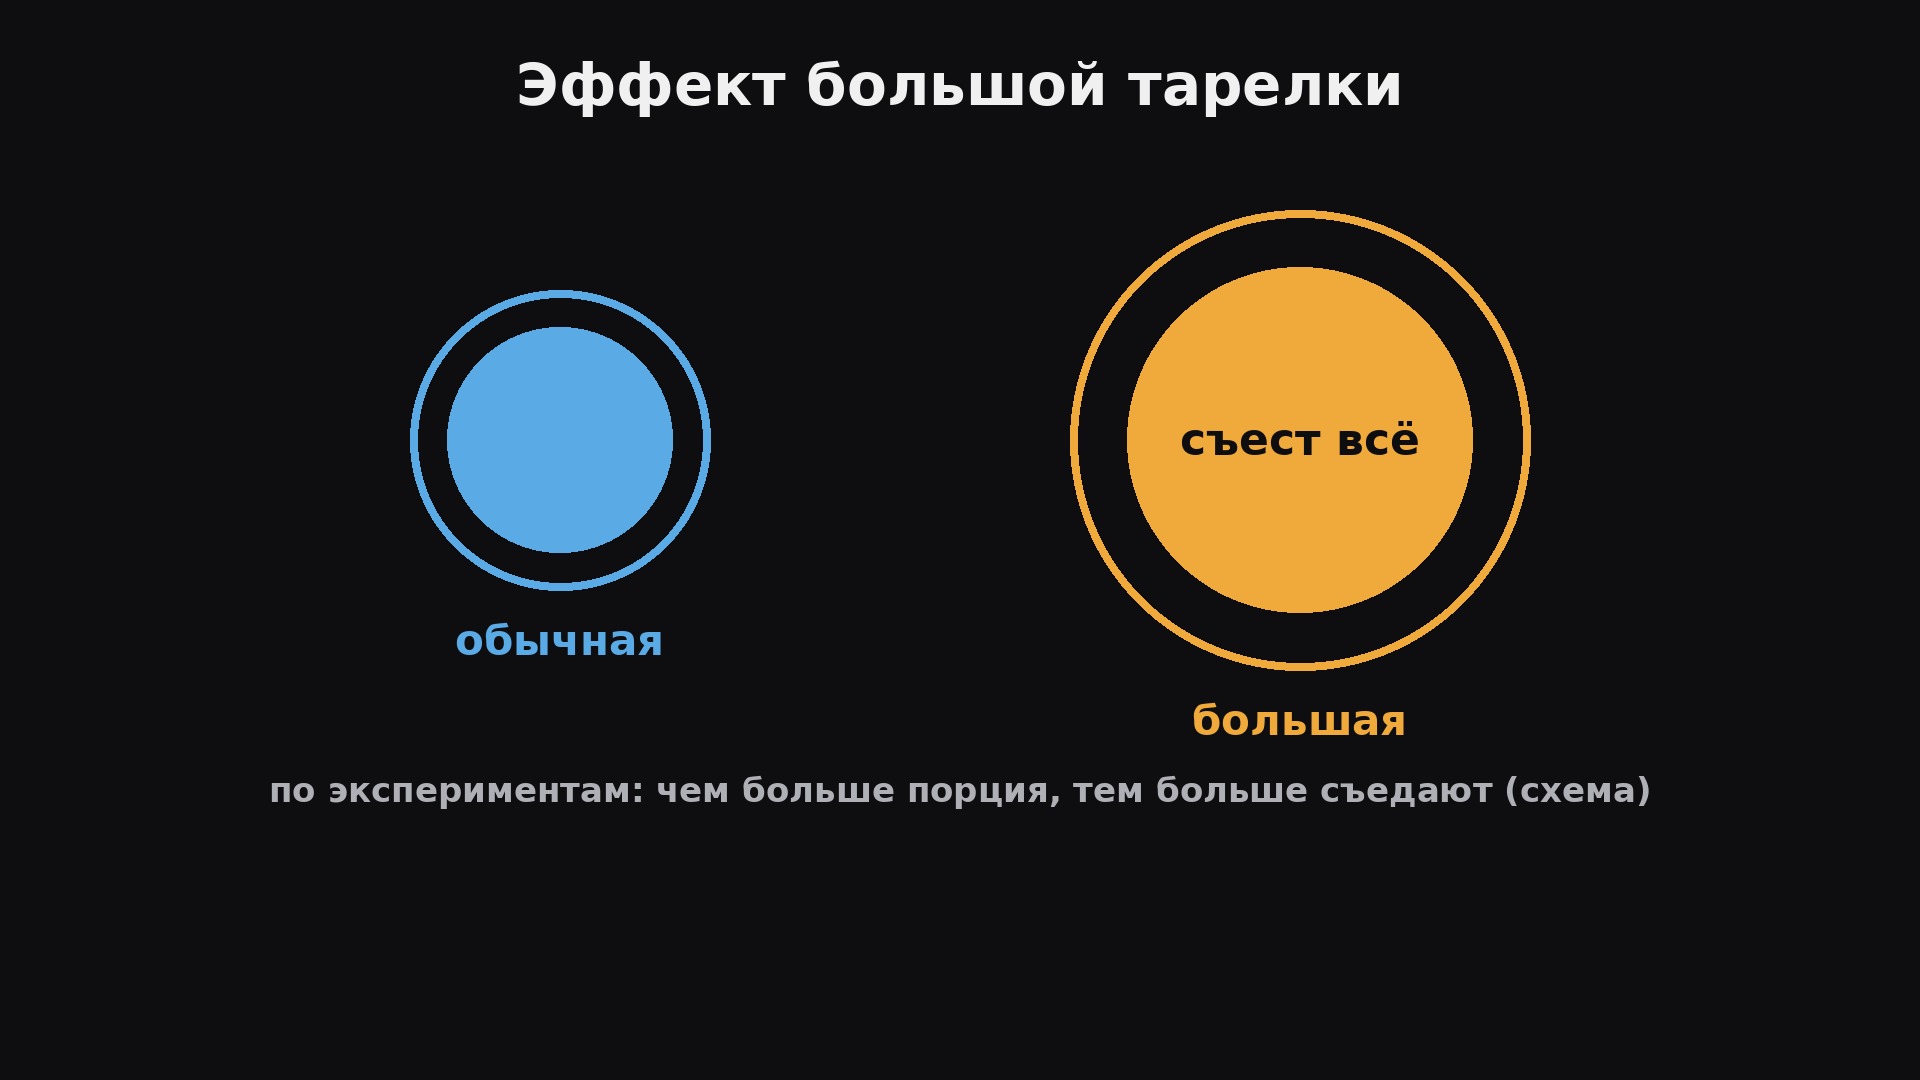 Эффект большой тарелки
съест всё
обычная
большая
по экспериментам: чем больше порция, тем больше съедают (схема)